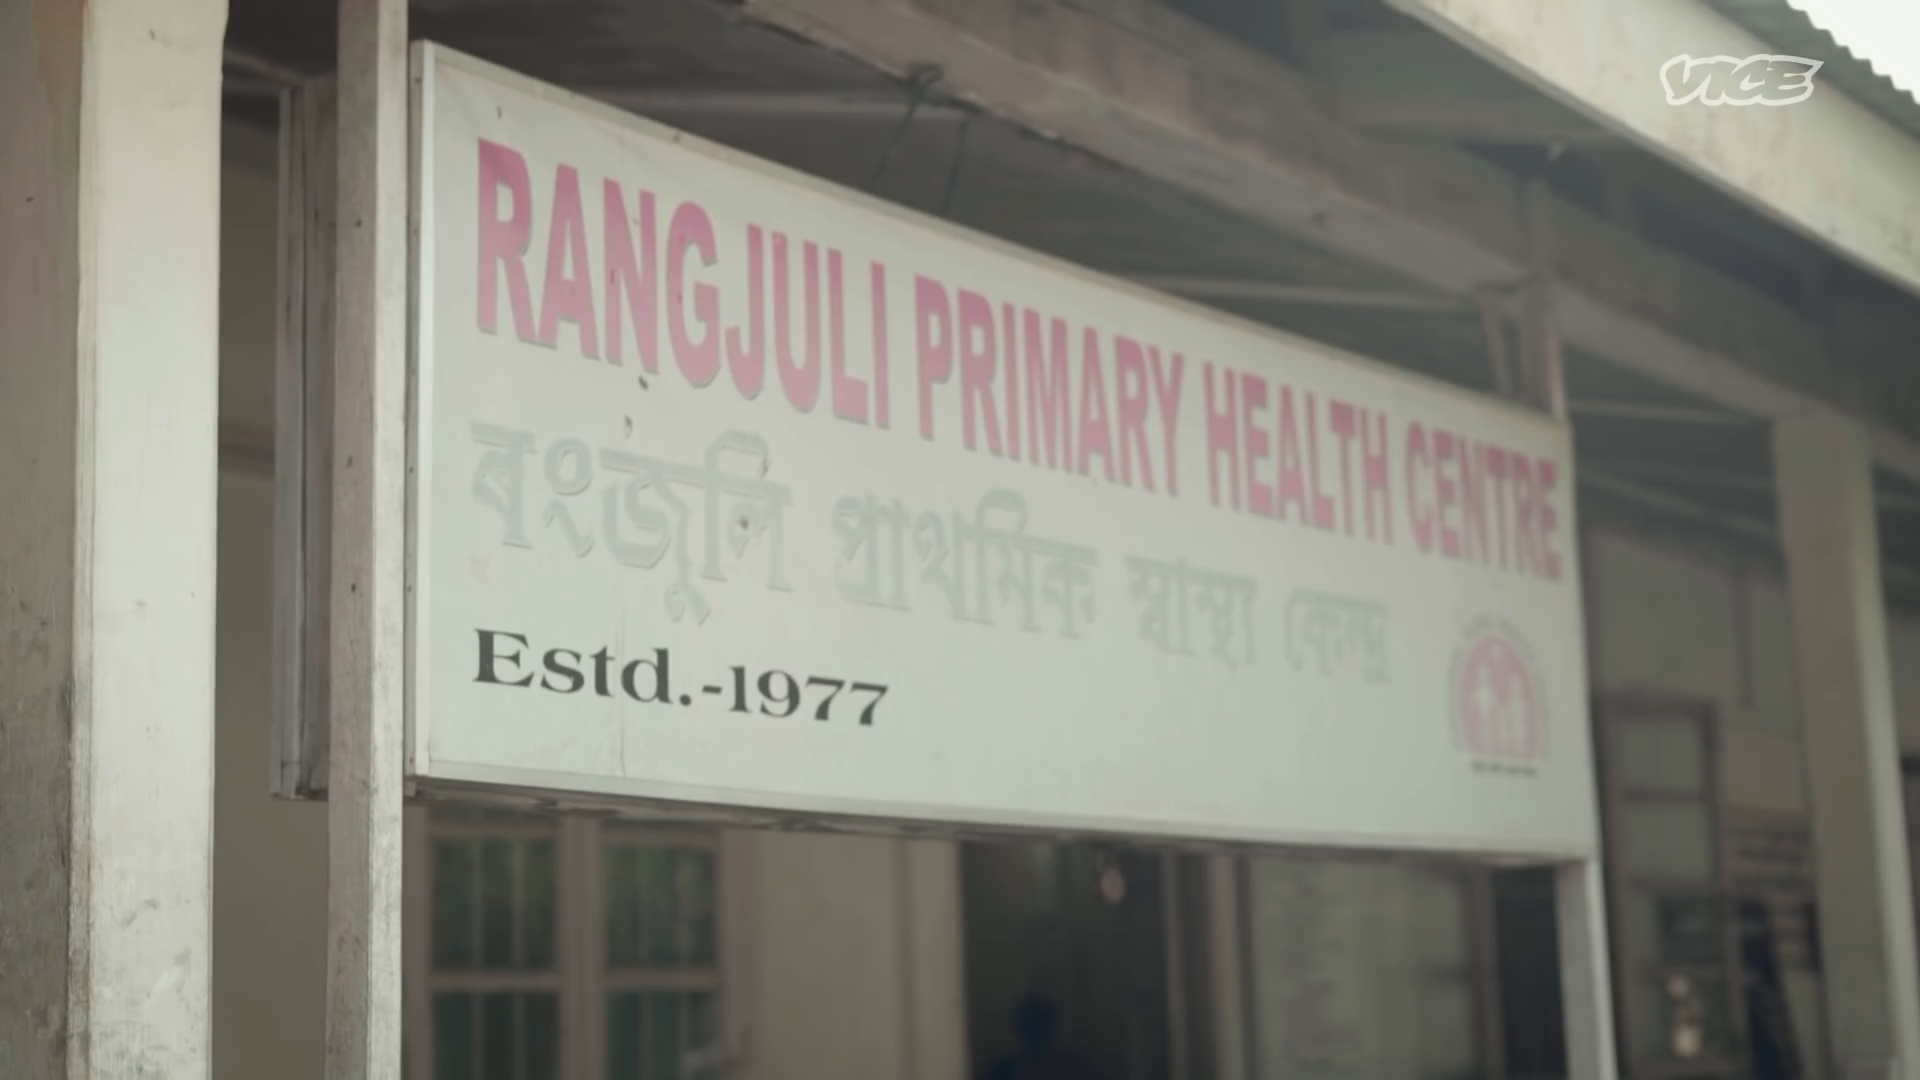 VICE
RANGJULI PRIMARY HEALTH CENTRE
ৰংজুলি প্ৰাথমিক স্বাস্থ্য কেন্দ্ৰ
Estd.-1977